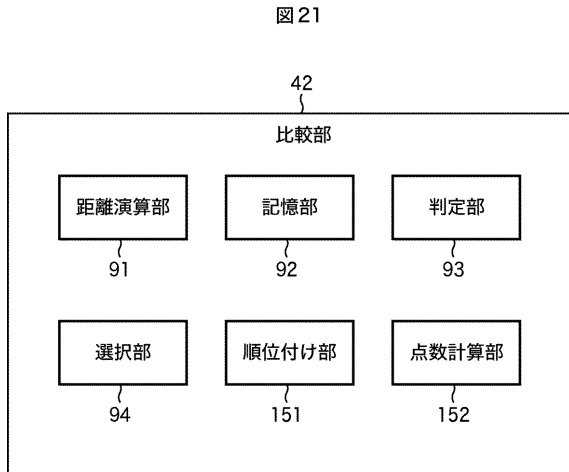 図21
42
比較部
距離演算部 記憶部 判定部
91 92 93
選択部 順位付け部 点数計算部
94 151 152